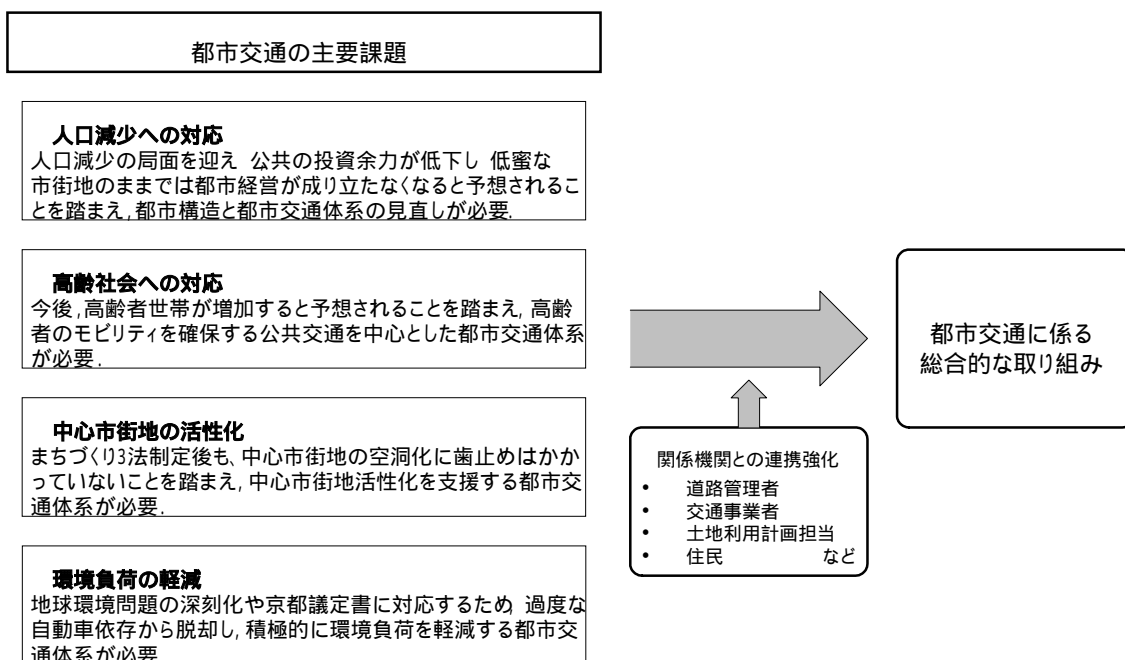 都市交通の主要課題
人口減少への対応
人口減少の局面を迎え 公共の投資余力が低下し 低密な
市街地のままでは都市経営が成り立たなくなると予想されるこ
とを踏まえ,都市構造と都市交通体系の見直しが必要.
高齢社会への対応
今後,高齢者世帯が増加すると予想されることを踏まえ,高齢
者のモビリティを確保する公共交通を中心とした都市交通体系
が必要.
中心市街地の活性化
まちづくり3法制定後も、中心市街地の空洞化に歯止めはかか
っていないことを踏まえ,中心市街地活性化を支援する都市交
通体系が必要.
環境負荷の軽減
地球環境問題の深刻化や京都議定書に対応するため 過度な
自動車依存から脱却し,積極的に環境負荷を軽減する都市交
通体系が必要
都市交通に係る
総合的な取り組み
関係機関との連携強化
• 道路管理者
• 交通事業者
• 土地利用計画担当
• 住民 など